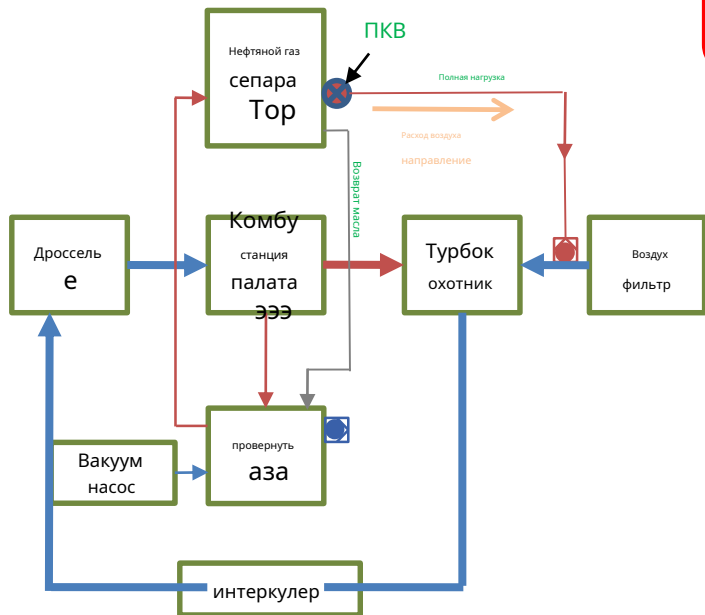 ПКВ
Нефтяной газ
сепара
Тор
Полная нагрузка
Расход воздуха
направление
Возврат масла
Дроссель
е
Комбу
станция
палата
эээ
Турбок
охотник
Воздух
фильтр
провернуть
аза
Вакуум
насос
интеркулер